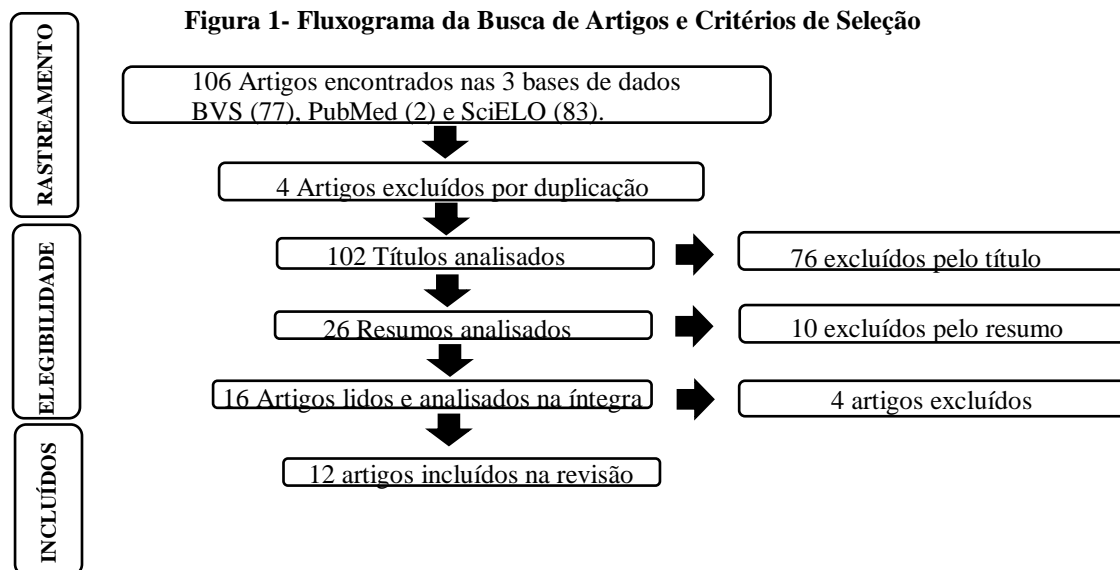 Figura 1- Fluxograma da Busca de Artigos e Critérios de Seleção
RASTREAMENTO
106 Artigos encontrados nas 3 bases de dados
BVS (77), PubMed (2) e SciELO (83).
4 Artigos excluídos por duplicação
ELEGIBILIDADE
102 Títulos analisados
76 excluídos pelo título
26 Resumos analisados
10 excluídos pelo resumo
16 Artigos lidos e analisados na íntegra
4 artigos excluídos
INCLUÍDOS
12 artigos incluídos na revisão